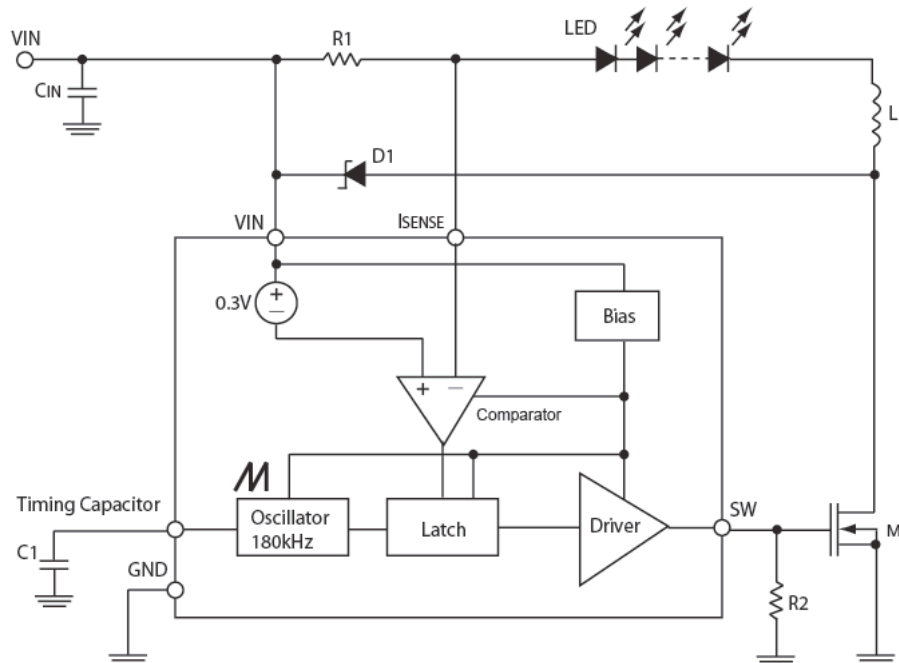 VIN
R1
LED
CIN
L
D1
VIN
ISENSE
0.3V
+
–
Bias
+ –
Comparator
Timing Capacitor
Oscillator
180kHz
Latch
Driver
SW
M
C1
GND
R2